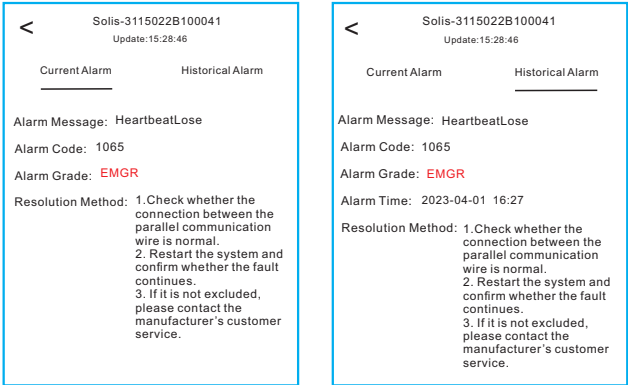 <
Solis-3115022B100041
Update:15:28:46
Current Alarm
Historical Alarm
Alarm Message: HeartbeatLose
Alarm Code: 1065
Alarm Grade: EMGR
Resolution Method: 1.Check whether the
connection between the
parallel communication
wire is normal.
2. Restart the system and
confirm whether the fault
continues.
3. If it is not excluded,
please contact the
manufacturer's customer
service.
<
Solis-3115022B100041
Update:15:28:46
Current Alarm
Historical Alarm
Alarm Message: HeartbeatLose
Alarm Code: 1065
Alarm Grade: EMGR
Alarm Time: 2023-04-01 16:27
Resolution Method: 1.Check whether the
connection between the
parallel communication
wire is normal.
2. Restart the system and
confirm whether the fault
continues.
3. If it is not excluded,
please contact the
manufacturer's customer
service.